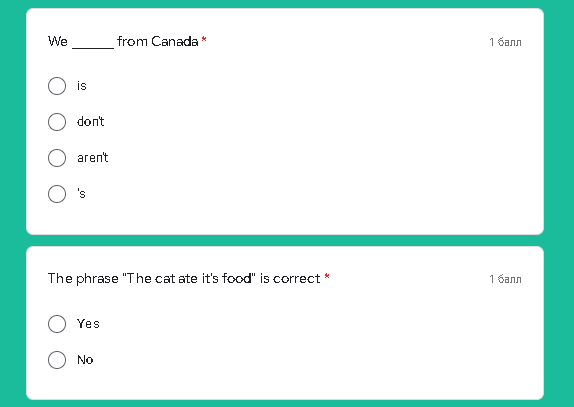 We ______ from Canada *
1 балл
is
don't
aren't
's
The phrase "The cat ate it's food" is correct *
1 балл
Yes
No